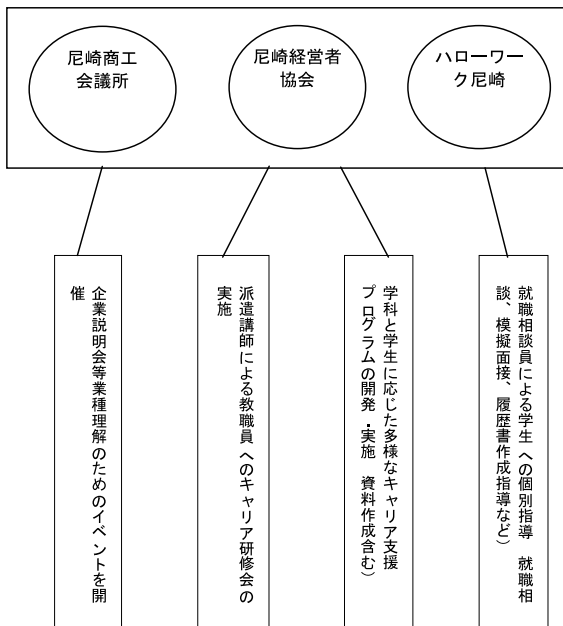 尼崎商工
会議所
尼崎経営者
協会
ハローワー
ク尼崎
企業説明会等業種理解のためのイベントを開
催
派遣講師による教職員へのキャリア研修会の
実施
学科と学生に応じた多様なキャリア支援
プログラムの開発・実施　資料作成含む）
就職相談員による学生への個別指導　就職相
談、模擬面接、履歴書作成指導など）